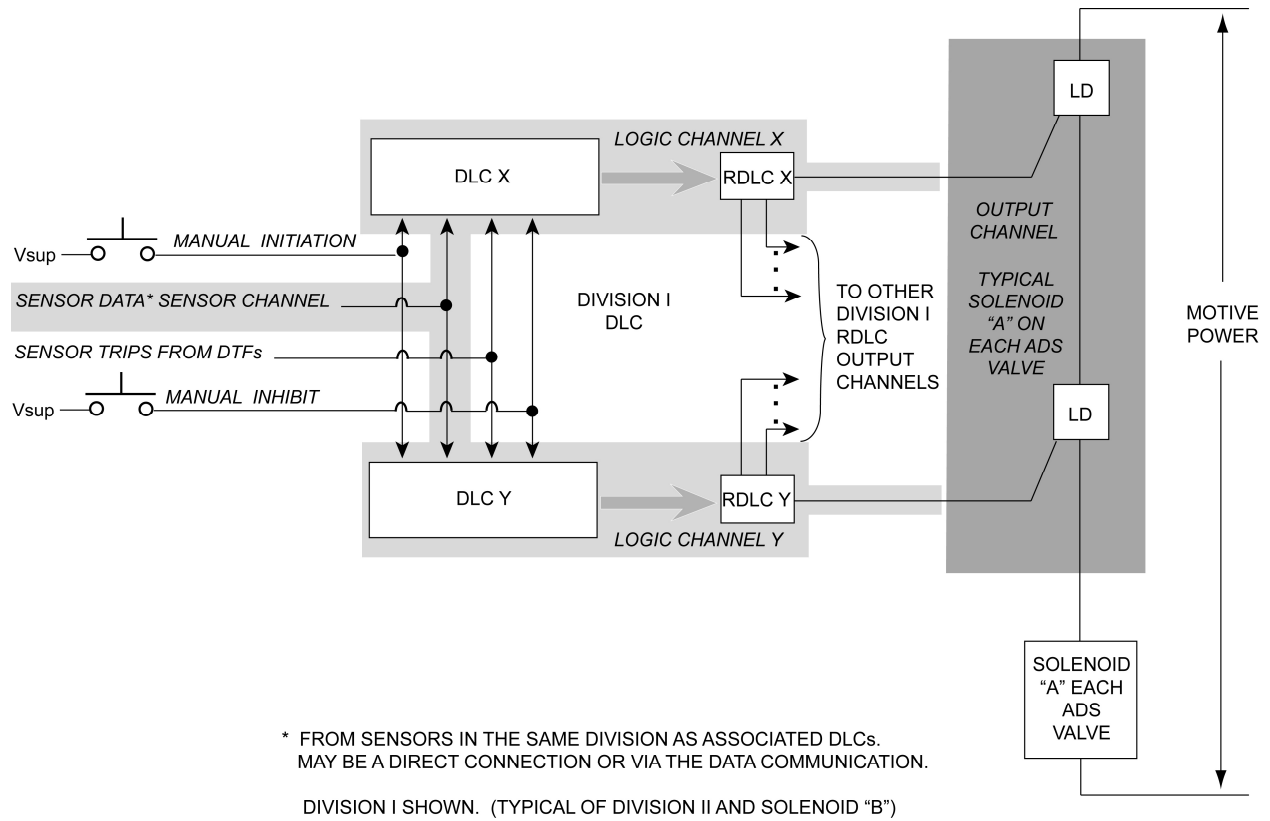 LD
LOGIC CHANNEL X
DLC X
RDLC X
OUTPUT
CHANNEL
Vsup
MANUAL INITIATION
SENSOR DATA* SENSOR CHANNEL
SENSOR TRIPS FROM DTFs
Vsup
MANUAL INHIBIT
DIVISION I
DLC
TO OTHER
DIVISION I
RDLC
OUTPUT
CHANNELS
TYPICAL
SOLENOID
“A” ON
EACH ADS
VALVE
MOTIVE
POWER
LD
DLC Y
RDLC Y
LOGIC CHANNEL Y
SOLENOID
“A” EACH
ADS
VALVE
* FROM SENSORS IN THE SAME DIVISION AS ASSOCIATED DLCs.
MAY BE A DIRECT CONNECTION OR VIA THE DATA COMMUNICATION.
DIVISION I SHOWN. (TYPICAL OF DIVISION II AND SOLENOID “B”)